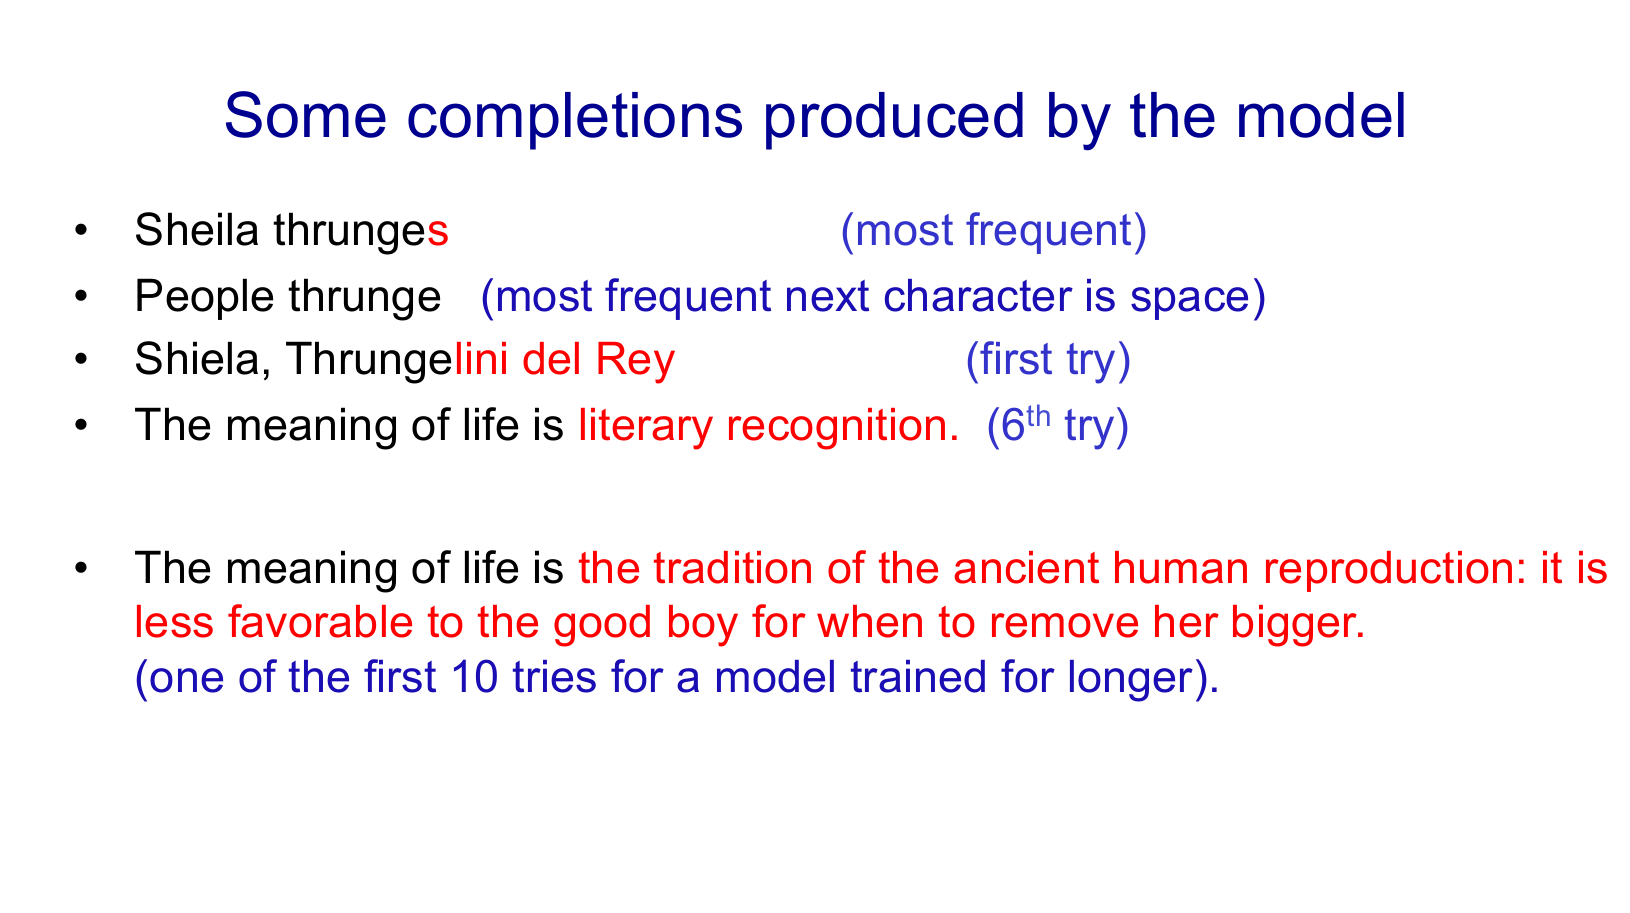 Some completions produced by the model
• Sheila thrunges (most frequent)
• People thrunge (most frequent next character is space)
• Shiela, Thrungelini del Rey (first try)
• The meaning of life is literary recognition. (6th try)
• The meaning of life is the tradition of the ancient human reproduction: it is
less favorable to the good boy for when to remove her bigger.
(one of the first 10 tries for a model trained for longer).